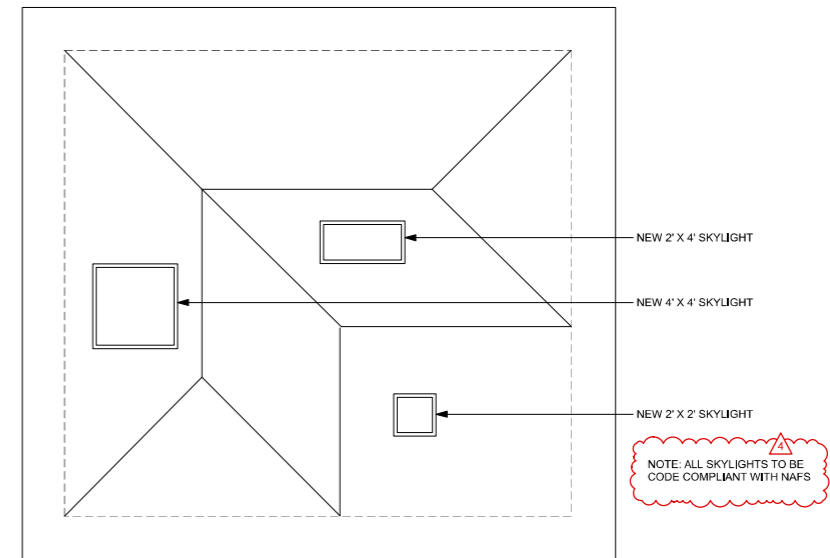 NEW 2' X 4' SKYLIGHT
NEW 4' X 4' SKYLIGHT
NEW 2' X 2' SKYLIGHT
4
NOTE: ALL SKYLIGHTS TO BE
CODE COMPLIANT WITH NAFS